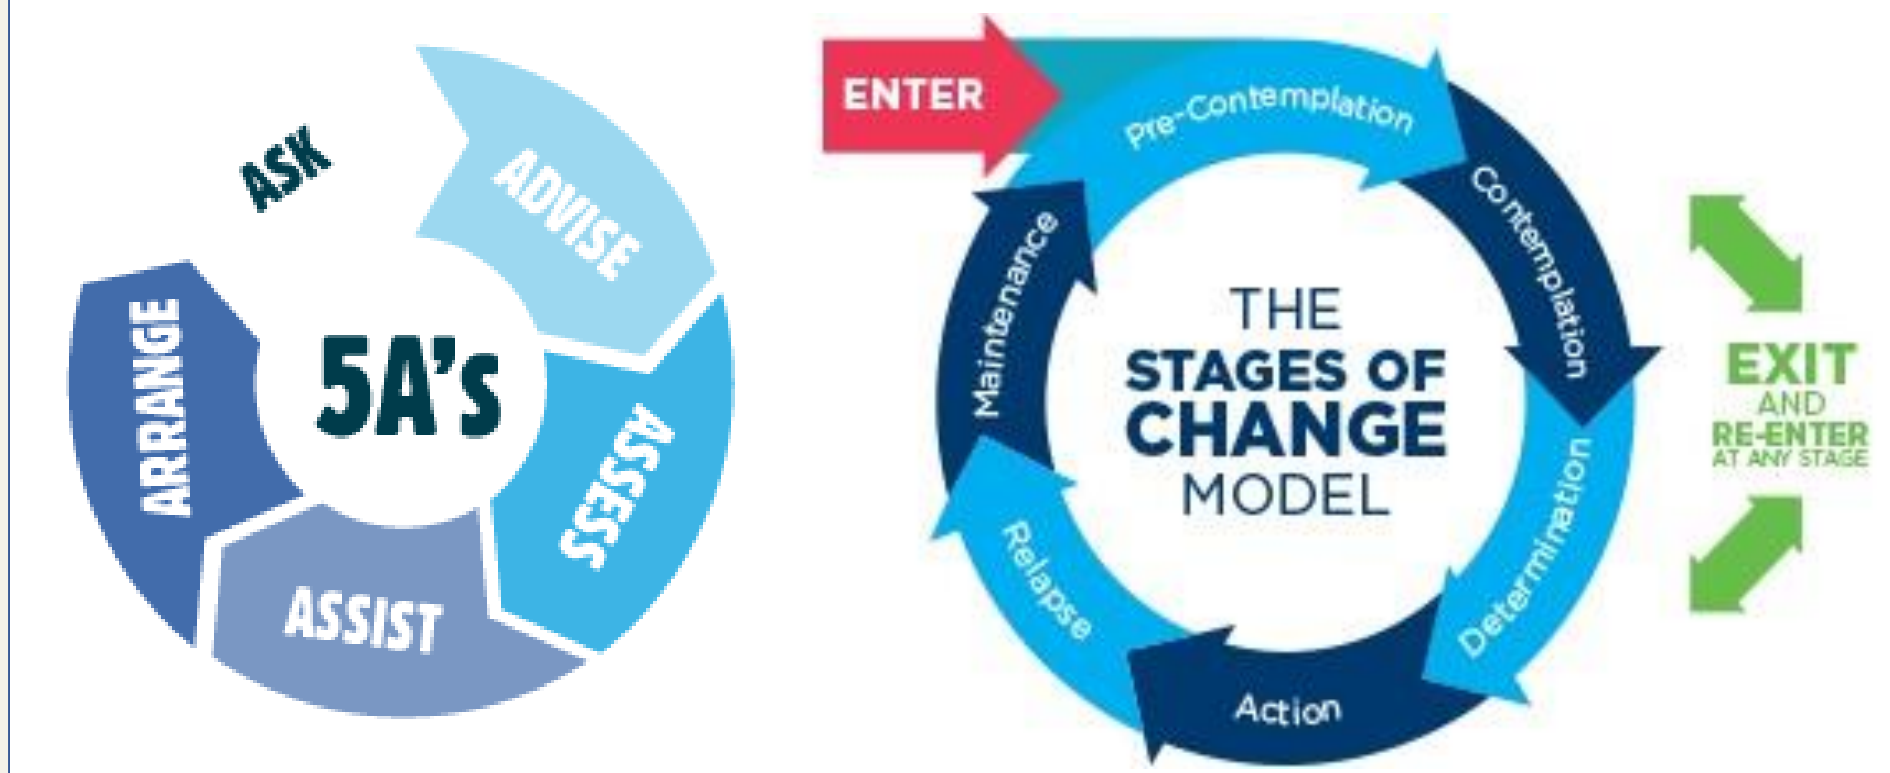 ASK
ADVISE
ASSESS
ASSIST
ARRANGE
5A's
ENTER
Pre-Contemplation
Contemplation
Determination
Action
Relapse
Maintenance
THE
STAGES OF
CHANGE
MODEL
EXIT
AND
RE-ENTER
AT ANY STAGE